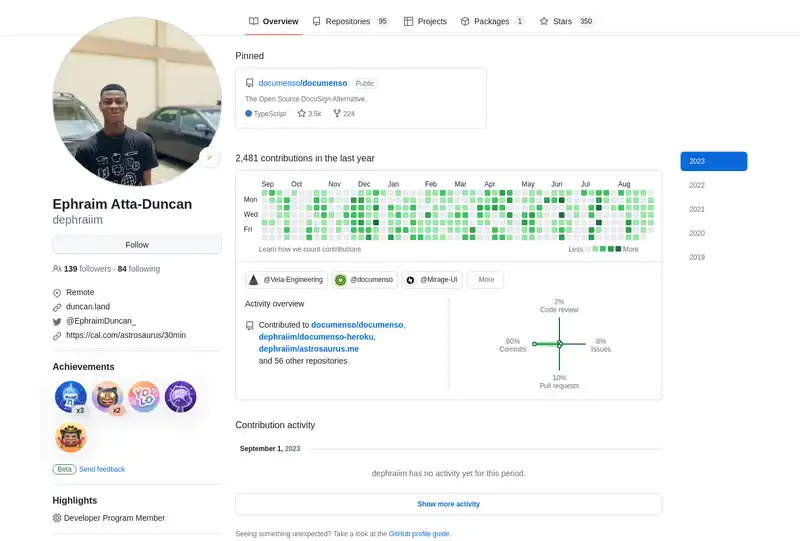 Overview Repositories 95 Projects Packages 1 Stars 350
Ephraim Atta-Duncan
dephraiim
Follow
139 followers · 84 following
Remote
duncan.land
@EphraimDuncan_
https://cal.com/astrosaurus/30min
Achievements
x3 x2 YOLO
Beta Send feedback
Highlights
Developer Program Member
Pinned
documenso/documenso Public
The Open Source DocuSign Alternative.
TypeScript 3.5k 224
2,481 contributions in the last year
Sep Oct Nov Dec Jan Feb Mar Apr May Jun Jul Aug
Mon
Wed
Fri
Learn how we count contributions Less More
@Vela-Engineering @documenso @Mirage-UI More
Activity overview
Contributed to documenso/documenso,
dephraiim/documenso-heroku,
dephraiim/astrosaurus.me
and 56 other repositories
2%
Code review
80%
Commits
8%
Issues
10%
Pull requests
Contribution activity
September 1, 2023
dephraiim has no activity yet for this period.
Show more activity
Seeing something unexpected? Take a look at the GitHub profile guide.
2023
2022
2021
2020
2019